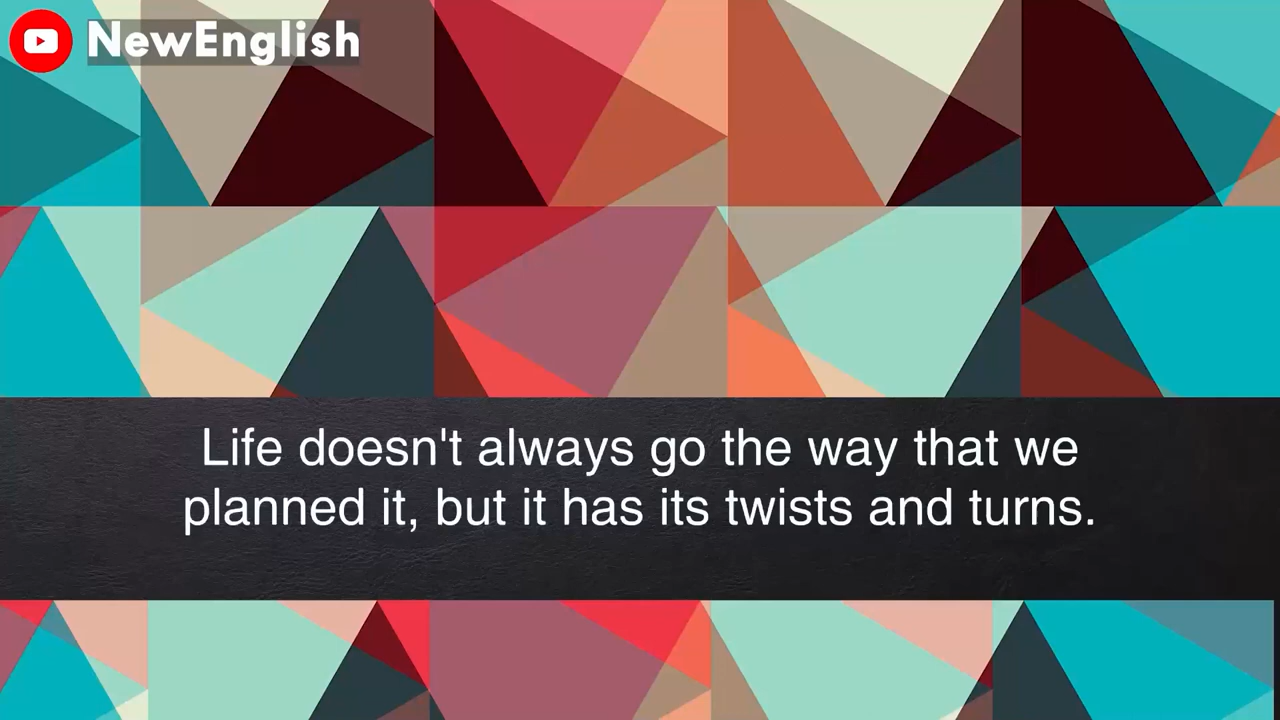 NewEnglish
Life doesn't always go the way that we
planned it, but it has its twists and turns.